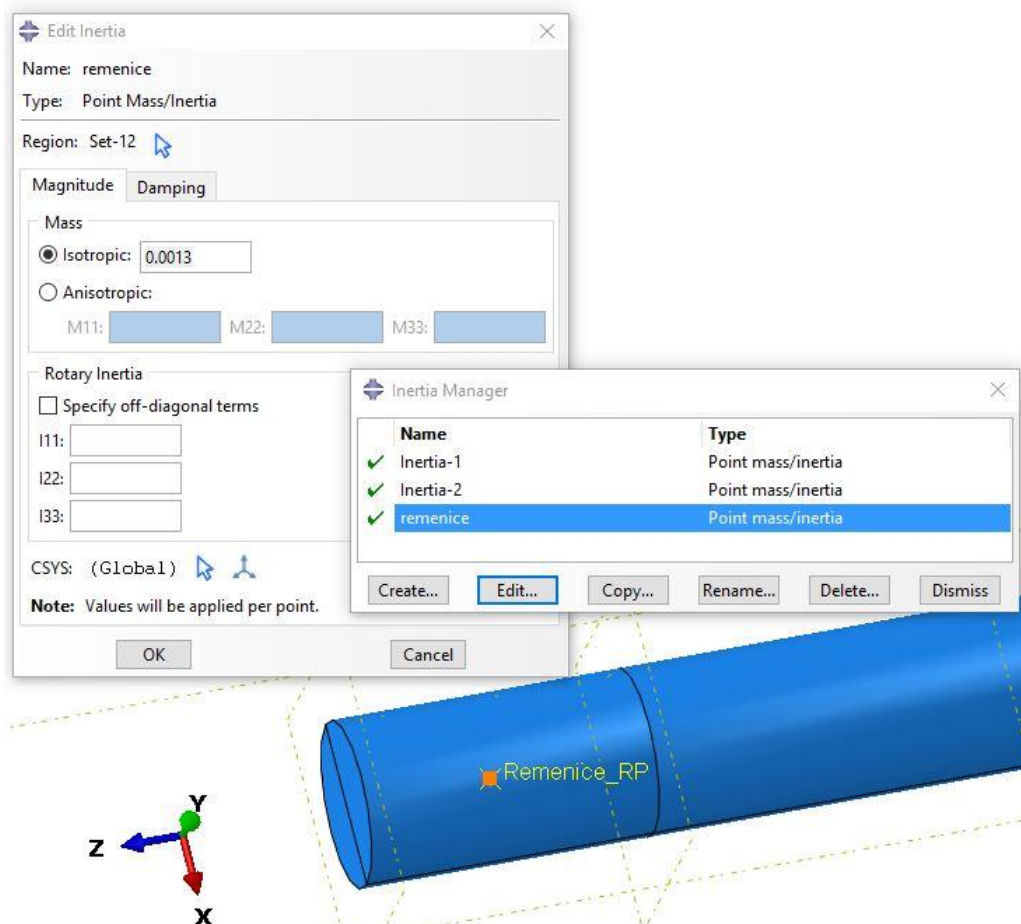 Edit Inertia
Name: remenice
Type: Point Mass/Inertia
Region: Set-12
Magnitude Damping
Mass
Isotropic: 0.0013
Anisotropic:
M11: M22: M33:
Rotary Inertia
Specify off-diagonal terms
I11:
I22:
I33:
CSYS: (Global)
Note: Values will be applied per point.
OK Cancel
Inertia Manager
Name Type
Inertia-1 Point mass/inertia
Inertia-2 Point mass/inertia
remenice Point mass/inertia
Create... Edit... Copy... Rename... Delete... Dismiss
Remenice_RP
Y
Z
X